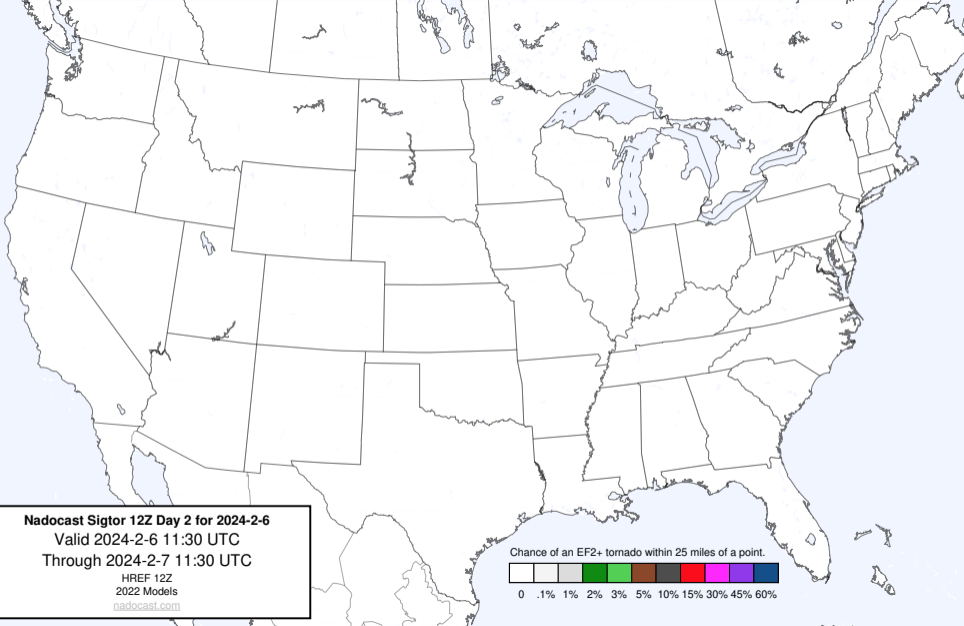 Nadocast Sigtor 12Z Day 2 for 2024-2-6
Valid 2024-2-6 11:30 UTC
Through 2024-2-7 11:30 UTC
HREF 12Z
2022 Models
nadocast.com
Chance of an EF2+ tornado within 25 miles of a point.
0 .1% 1% 2% 3% 5% 10% 15% 30% 45% 60%